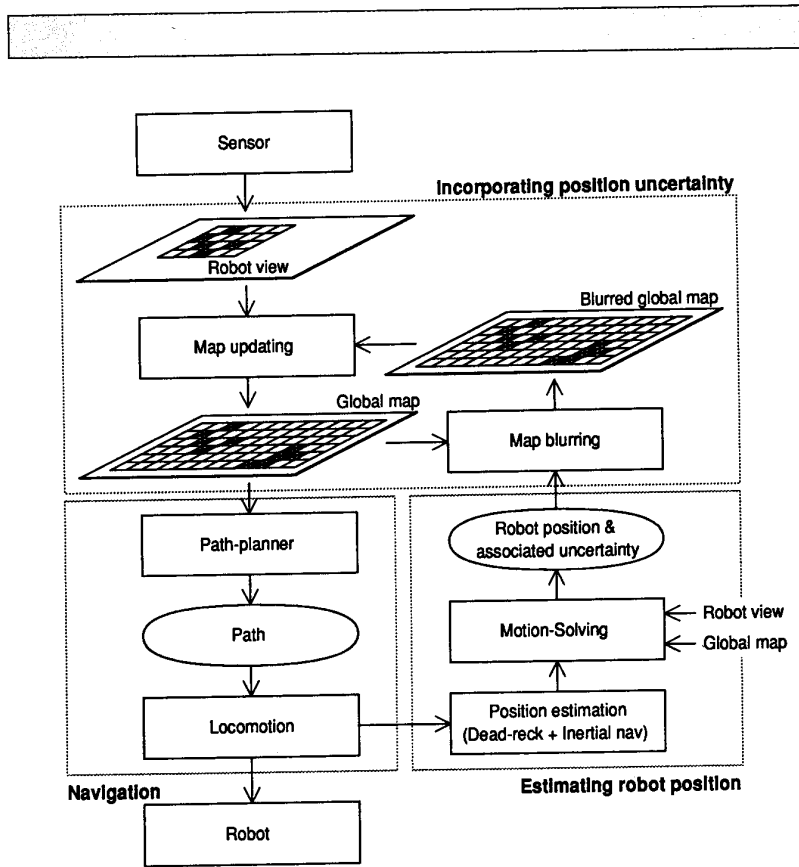 Sensor
Incorporating position uncertainty
Robot view
Blurred global map
Map updating
Global map
Map blurring
Path-planner
Robot position &
associated uncertainty
Path
Motion-Solving
Robot view
Global map
Locomotion
Position estimation
(Dead-reck + Inertial nav)
Navigation
Estimating robot position
Robot